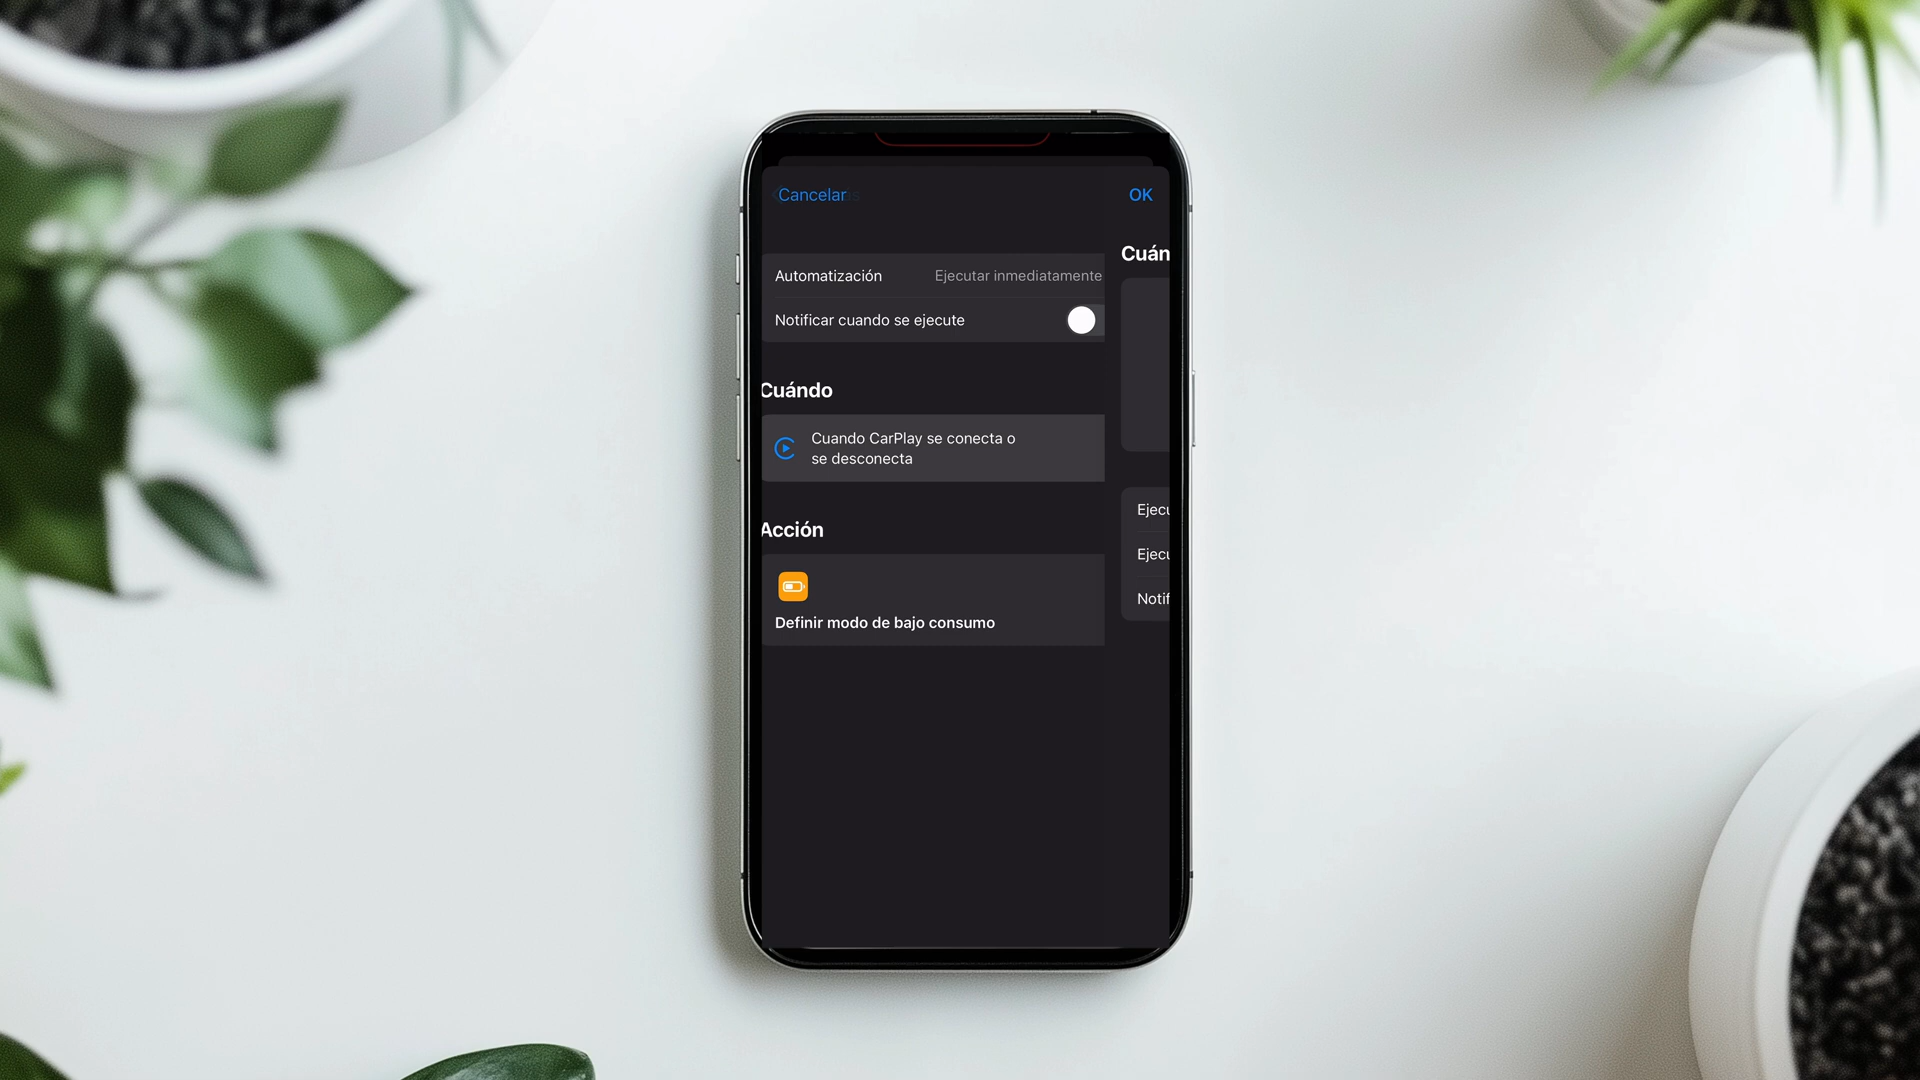 Cancelar
OK
Automatización
Ejecutar inmediatamente
Notificar cuando se ejecute
Cuándo
Cuando CarPlay se conecta o
se desconecta
Acción
Definir modo de bajo consumo
Cuán
Ejecu
Ejecu
Notif